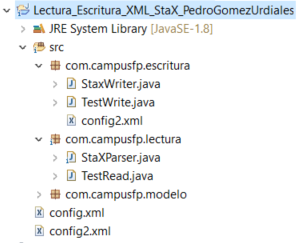 Lectura_Escritura_XML_StaX_PedroGomezUrdiales
JRE System Library [JavaSE-1.8]
src
com.campusfp.escritura
StaxWriter.java
TestWrite.java
config2.xml
com.campusfp.lectura
StaXParser.java
TestRead.java
com.campusfp.modelo
config.xml
config2.xml